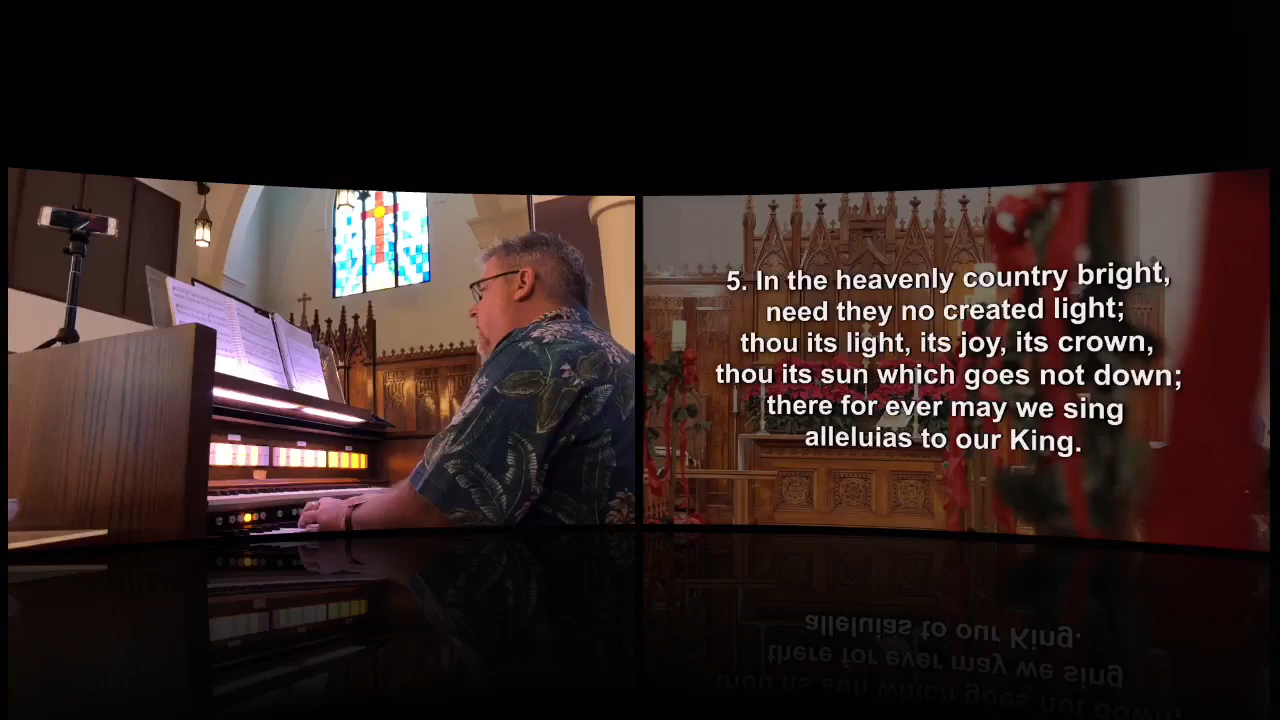 5. In the heavenly country bright,
need they no created light;
thou its light, its joy, its crown,
thou its sun which goes not down;
there for ever may we sing
alleluias to our King.